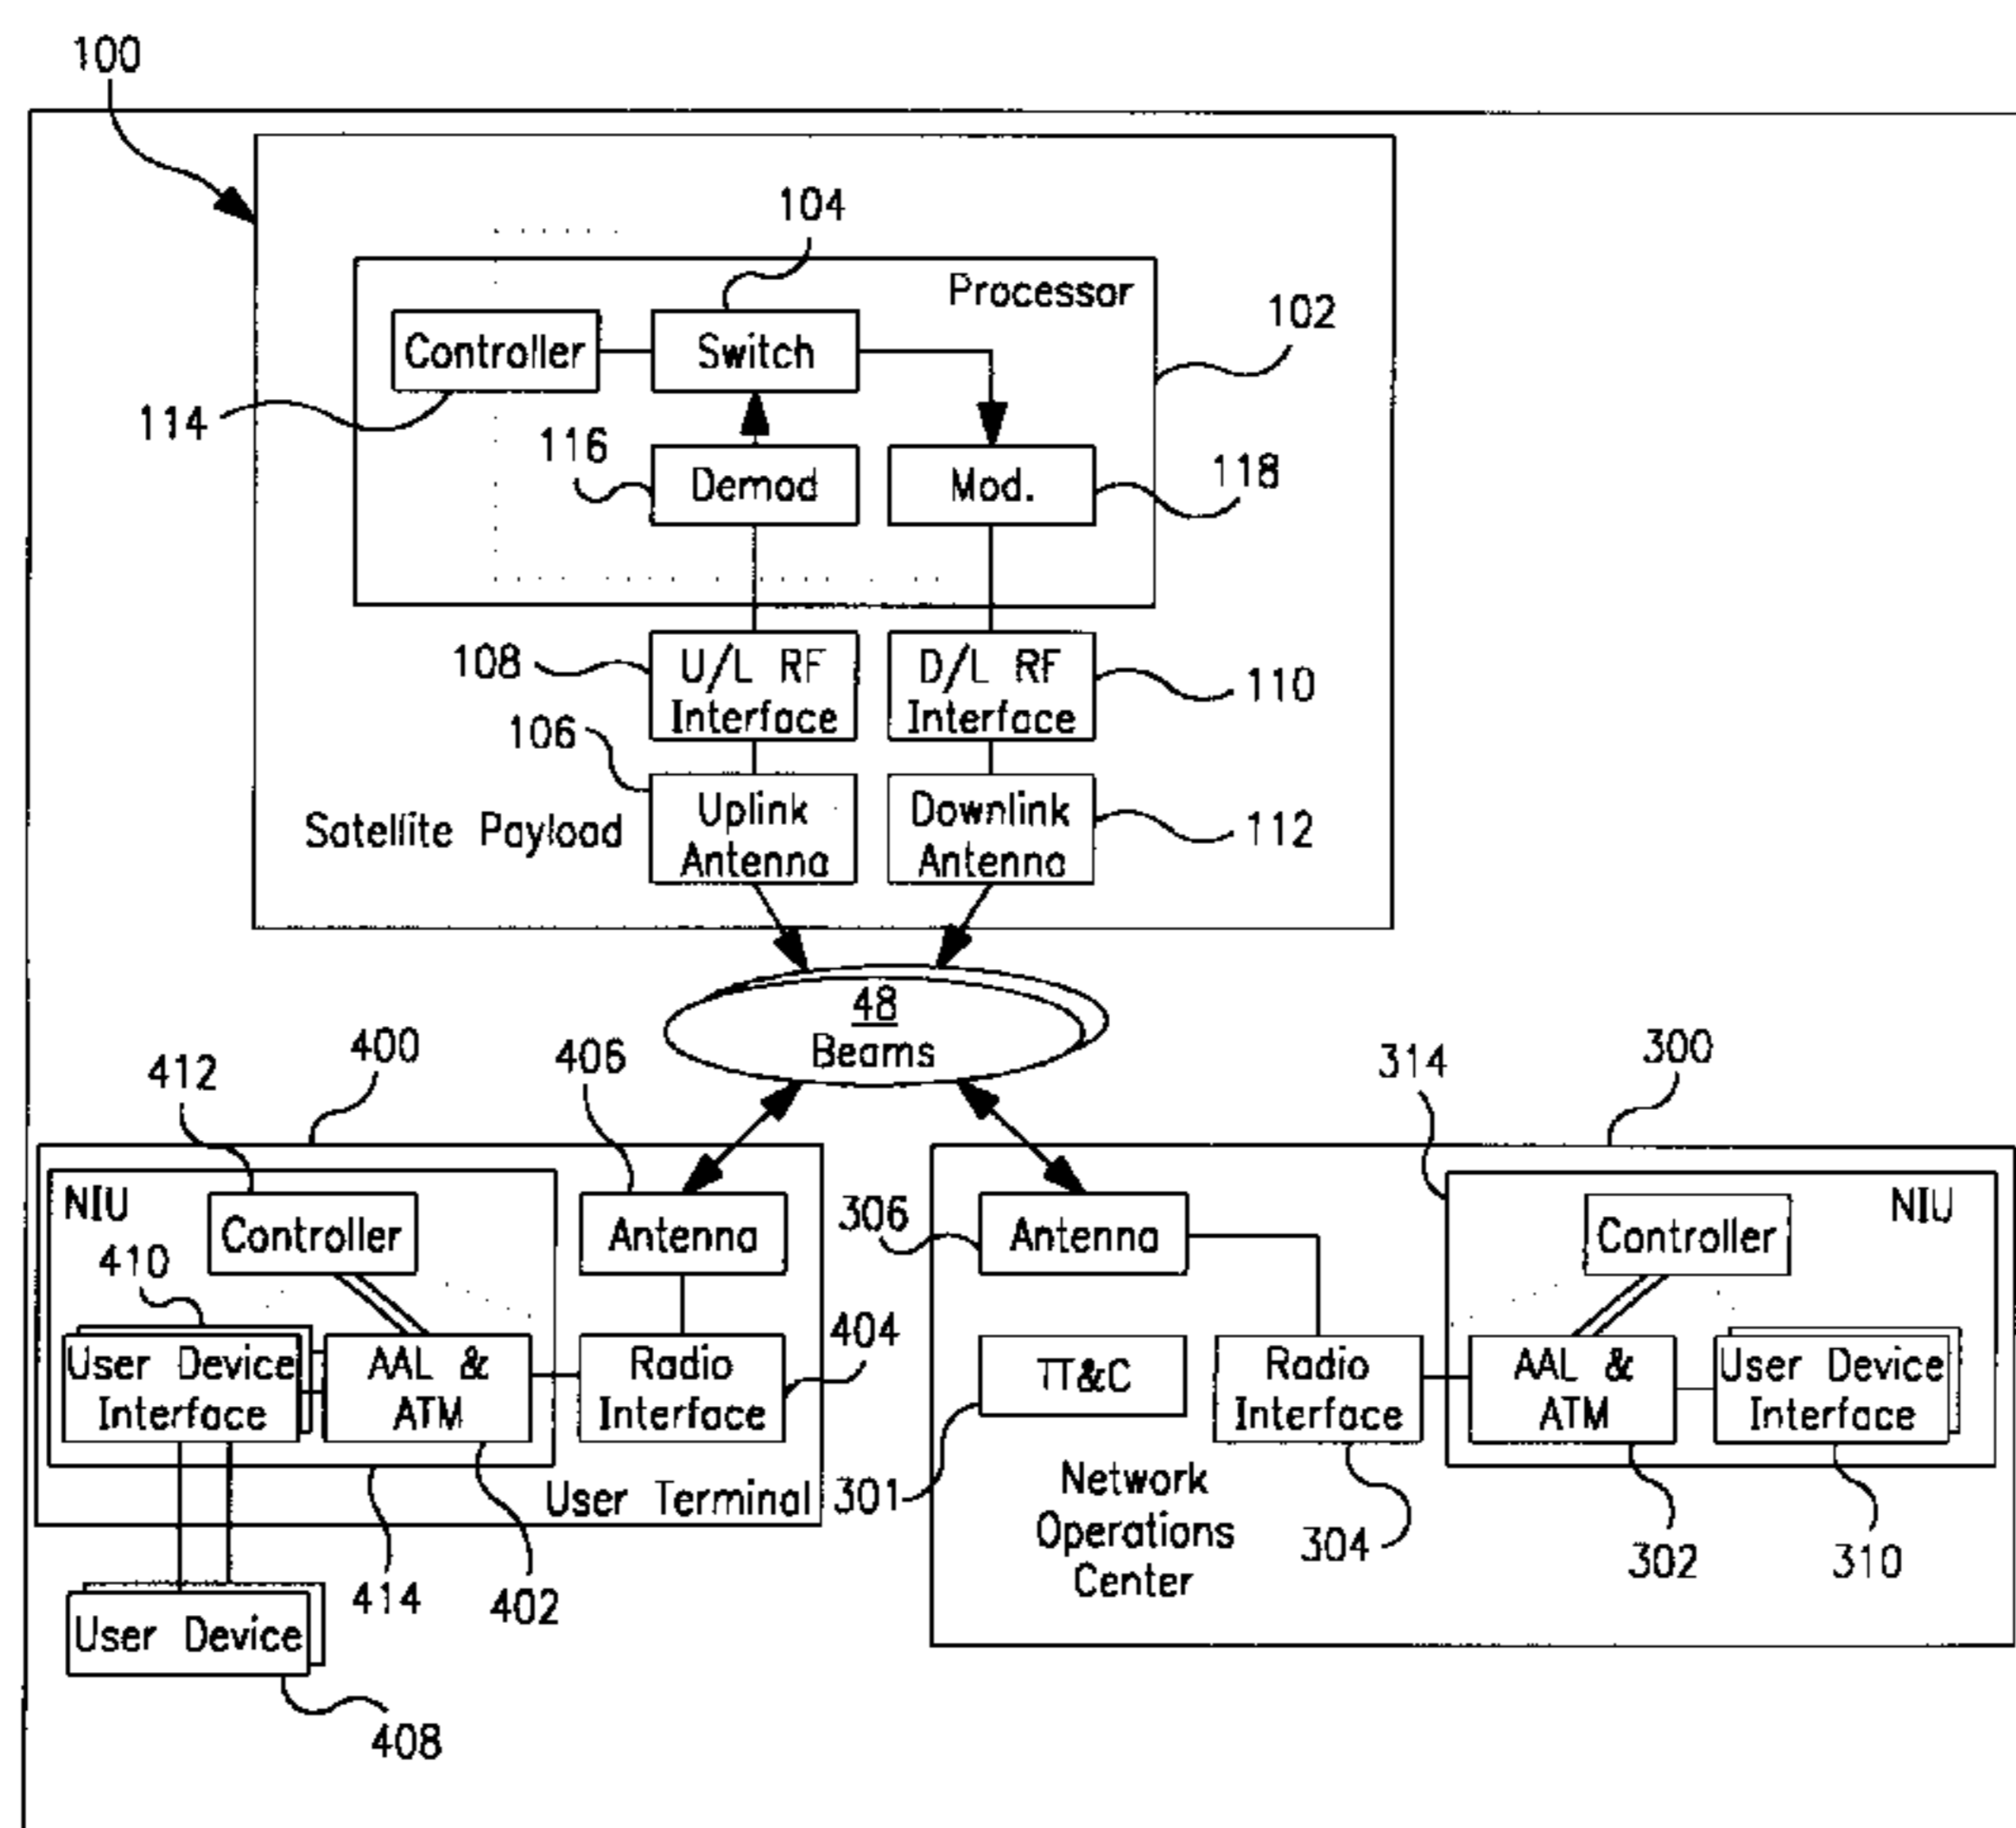 100
104
Processor
102
Controller
Switch
114
116
Demod
Mod.
118
108
U/L RF
Interface
D/L RF
Interface
110
106
Satellite Payload
Uplink
Antenna
Downlink
Antenna
112
48
Beams
400
412
406
314
300
NIU
Controller
Antenna
410
User Device
Interface
AAL &
ATM
Radio
Interface
404
User Terminal
414
402
User Device
408
306
Antenna
NIU
Controller
TT&C
301
Radio
Interface
AAL &
ATM
User Device
Interface
Network
Operations
Center
304
302
310